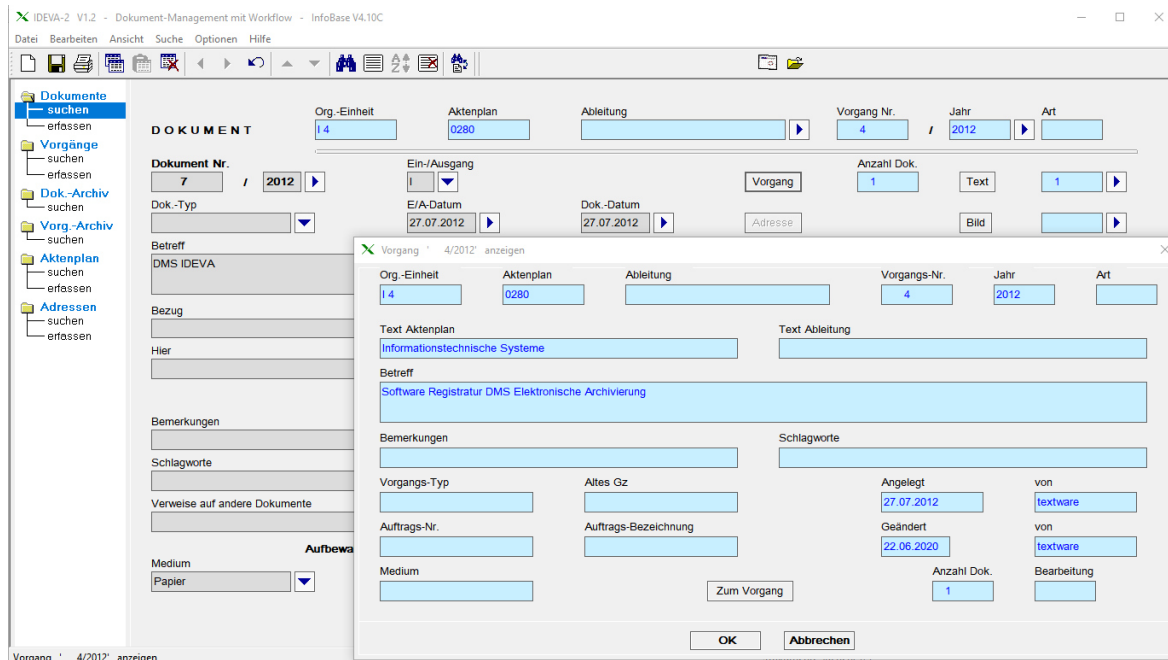 IDEVA-2 V1.2 - Dokument-Management mit Workflow - InfoBase V4.10C
Datei Bearbeiten Ansicht Suche Optionen Hilfe
Dokumente
suchen
erfassen
Vorgänge
suchen
erfassen
Dok.-Archiv
suchen
Vorg.-Archiv
suchen
Aktenplan
suchen
erfassen
Adressen
suchen
erfassen
Org.-Einheit Aktenplan Ableitung Vorgang Nr. Jahr Art
DOKUMENT I 4 0280 4 / 2012
Dokument Nr. Ein-/Ausgang Anzahl Dok.
7 / 2012 I Vorgang 1 Text 1
Dok.-Typ E/A-Datum Dok.-Datum
27.07.2012 27.07.2012 Adresse Bild
Betreff
DMS IDEVA
Bezug
Hier
Bemerkungen
Schlagworte
Verweise auf andere Dokumente
Aufbewa
Medium
Papier
Vorgang ' 4/2012' anzeigen
Org.-Einheit Aktenplan Ableitung Vorgangs-Nr. Jahr Art
I 4 0280 4 2012
Text Aktenplan Text Ableitung
Informationstechnische Systeme
Betreff
Software Registratur DMS Elektronische Archivierung
Bemerkungen Schlagworte
Vorgangs-Typ Altes Gz Angelegt von
27.07.2012 textware
Auftrags-Nr. Auftrags-Bezeichnung Geändert von
22.06.2020 textware
Medium Anzahl Dok. Bearbeitung
Zum Vorgang 1
OK Abbrechen
Vorgang ' 4/2012' anzeigen